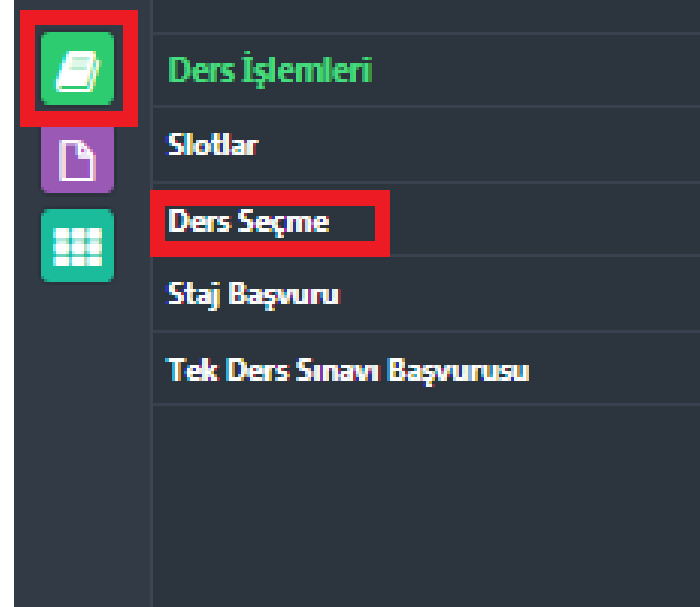 Ders İşlemleri
Slotlar
Ders Seçme
Staj Başvuru
Tek Ders Sınavı Başvurusu